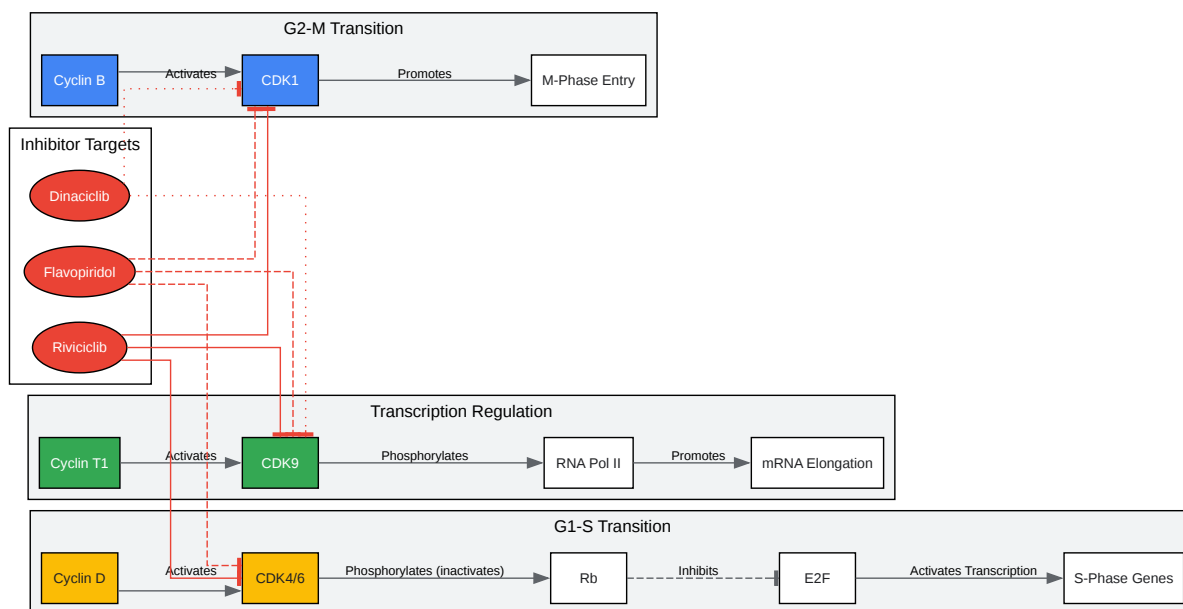 G2-M Transition
Cyclin B
Activates
CDK1
Promotes
M-Phase Entry
Inhibitor Targets
Dinaciclib
Flavopiridol
Riviciclib
Transcription Regulation
Cyclin T1
Activates
CDK9
Phosphorylates
RNA Pol II
Promotes
mRNA Elongation
G1-S Transition
Cyclin D
Activates
CDK4/6
Phosphorylates (inactivates)
Rb
Inhibits
E2F
Activates Transcription
S-Phase Genes